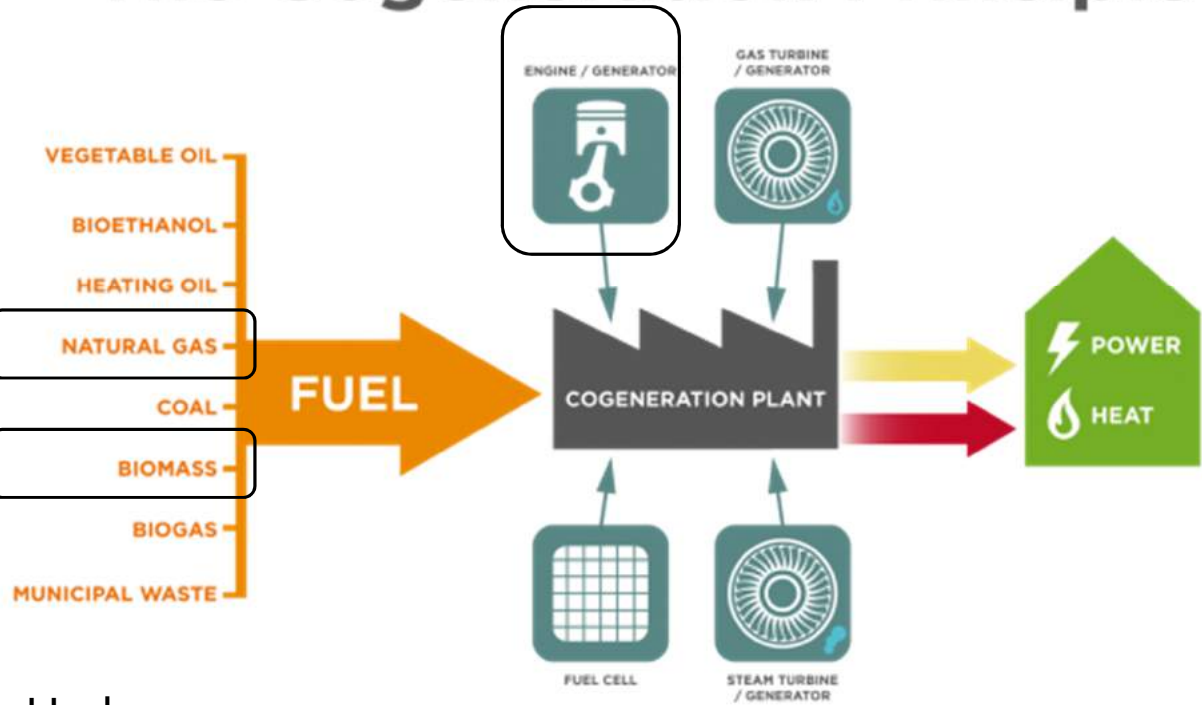 ENGINE / GENERATOR
GAS TURBINE
/ GENERATOR
VEGETABLE OIL
BIOETHANOL
HEATING OIL
NATURAL GAS
COAL
BIOMASS
BIOGAS
MUNICIPAL WASTE
FUEL
COGENERATION PLANT
POWER
HEAT
FUEL CELL
STEAM TURBINE
/ GENERATOR